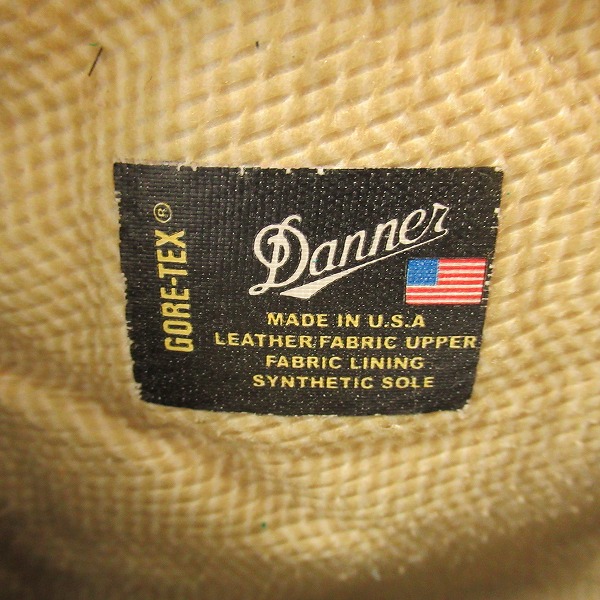 GORE-TEX®
Danner
MADE IN U.S.A
LEATHER/FABRIC UPPER
FABRIC LINING
SYNTHETIC SOLE